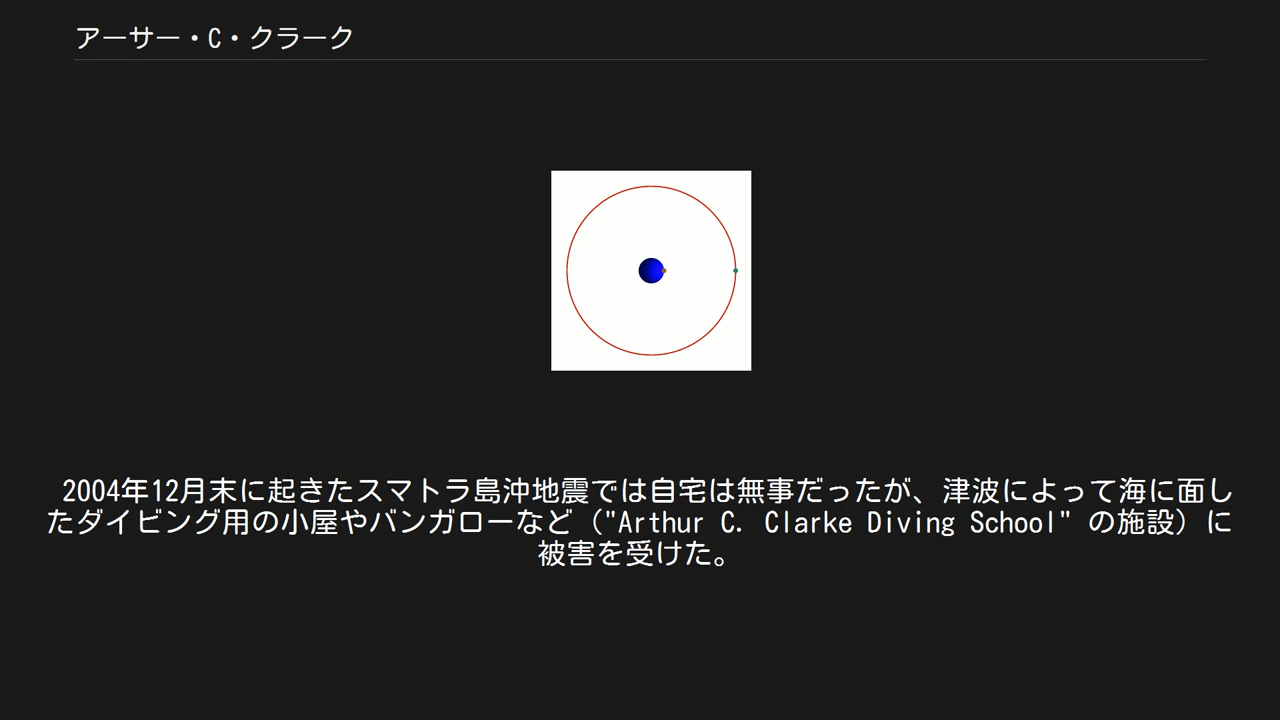 アーサー・C・クラーク
2004年12月末に起きたスマトラ島沖地震では自宅は無事だったが、津波によって海に面し
たダイビング用の小屋やバンガローなど（"Arthur C. Clarke Diving School" の施設）に
被害を受けた。